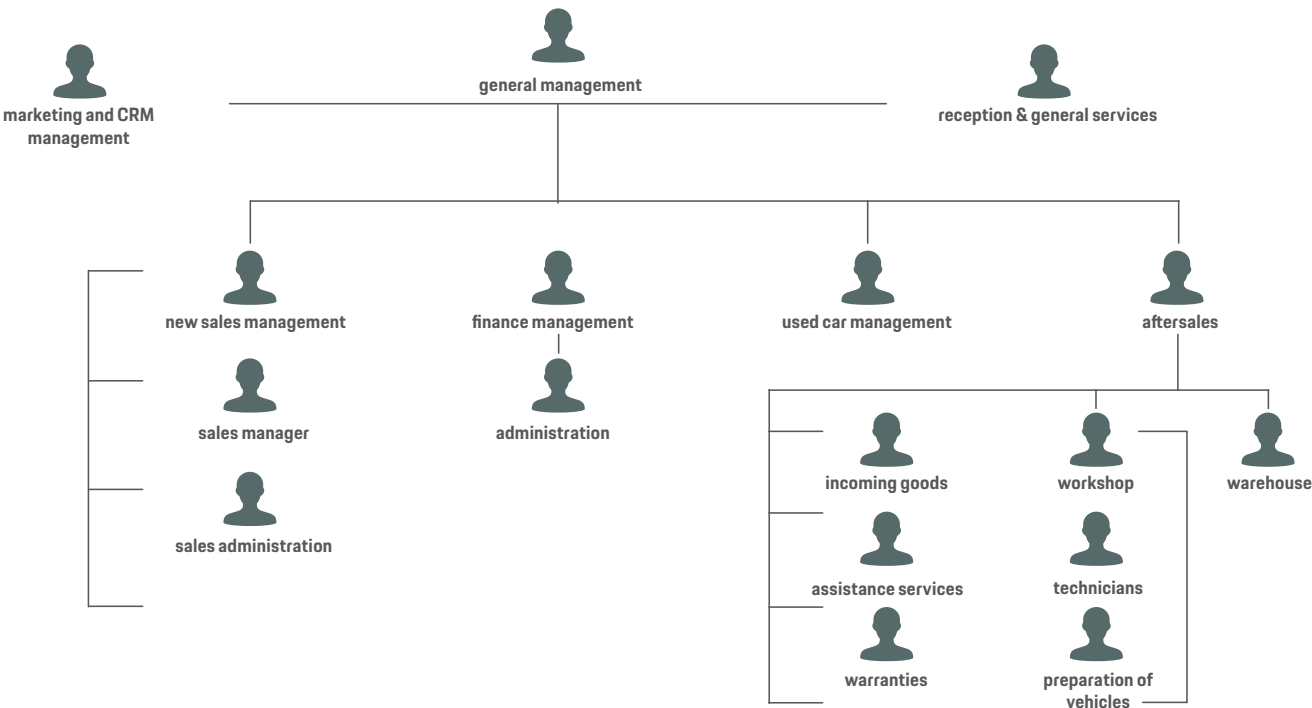 general management
marketing and CRM
management
reception & general services
new sales management
finance management
used car management
aftersales
sales manager
administration
incoming goods
workshop
warehouse
sales administration
assistance services
technicians
warranties
preparation of
vehicles